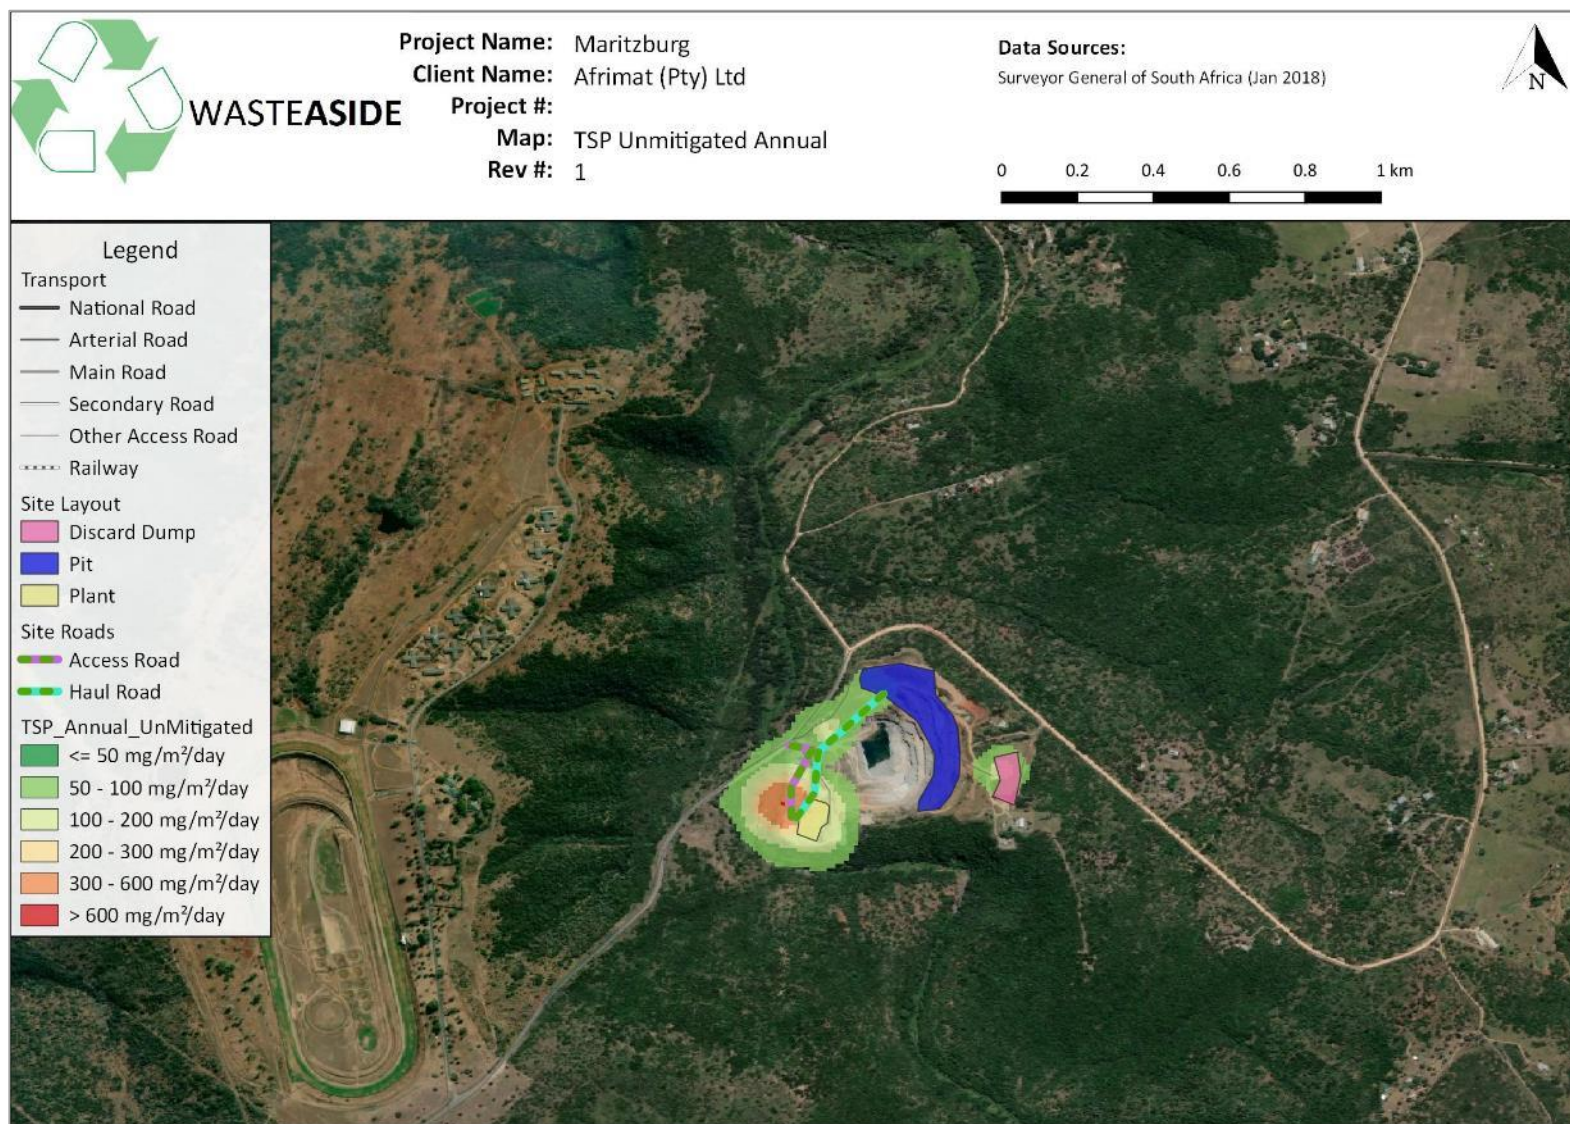 WASTEASIDE
Project Name: Maritzburg
Client Name: Afrimat (Pty) Ltd
Project #:
Map: TSP Unmitigated Annual
Rev #: 1
Data Sources:
Surveyor General of South Africa (Jan 2018)
N
0 0.2 0.4 0.6 0.8 1 km
Legend
Transport
National Road
Arterial Road
Main Road
Secondary Road
Other Access Road
Railway
Site Layout
Discard Dump
Pit
Plant
Site Roads
Access Road
Haul Road
TSP_Annual_UnMitigated
<= 50 mg/m²/day
50 - 100 mg/m²/day
100 - 200 mg/m²/day
200 - 300 mg/m²/day
300 - 600 mg/m²/day
> 600 mg/m²/day